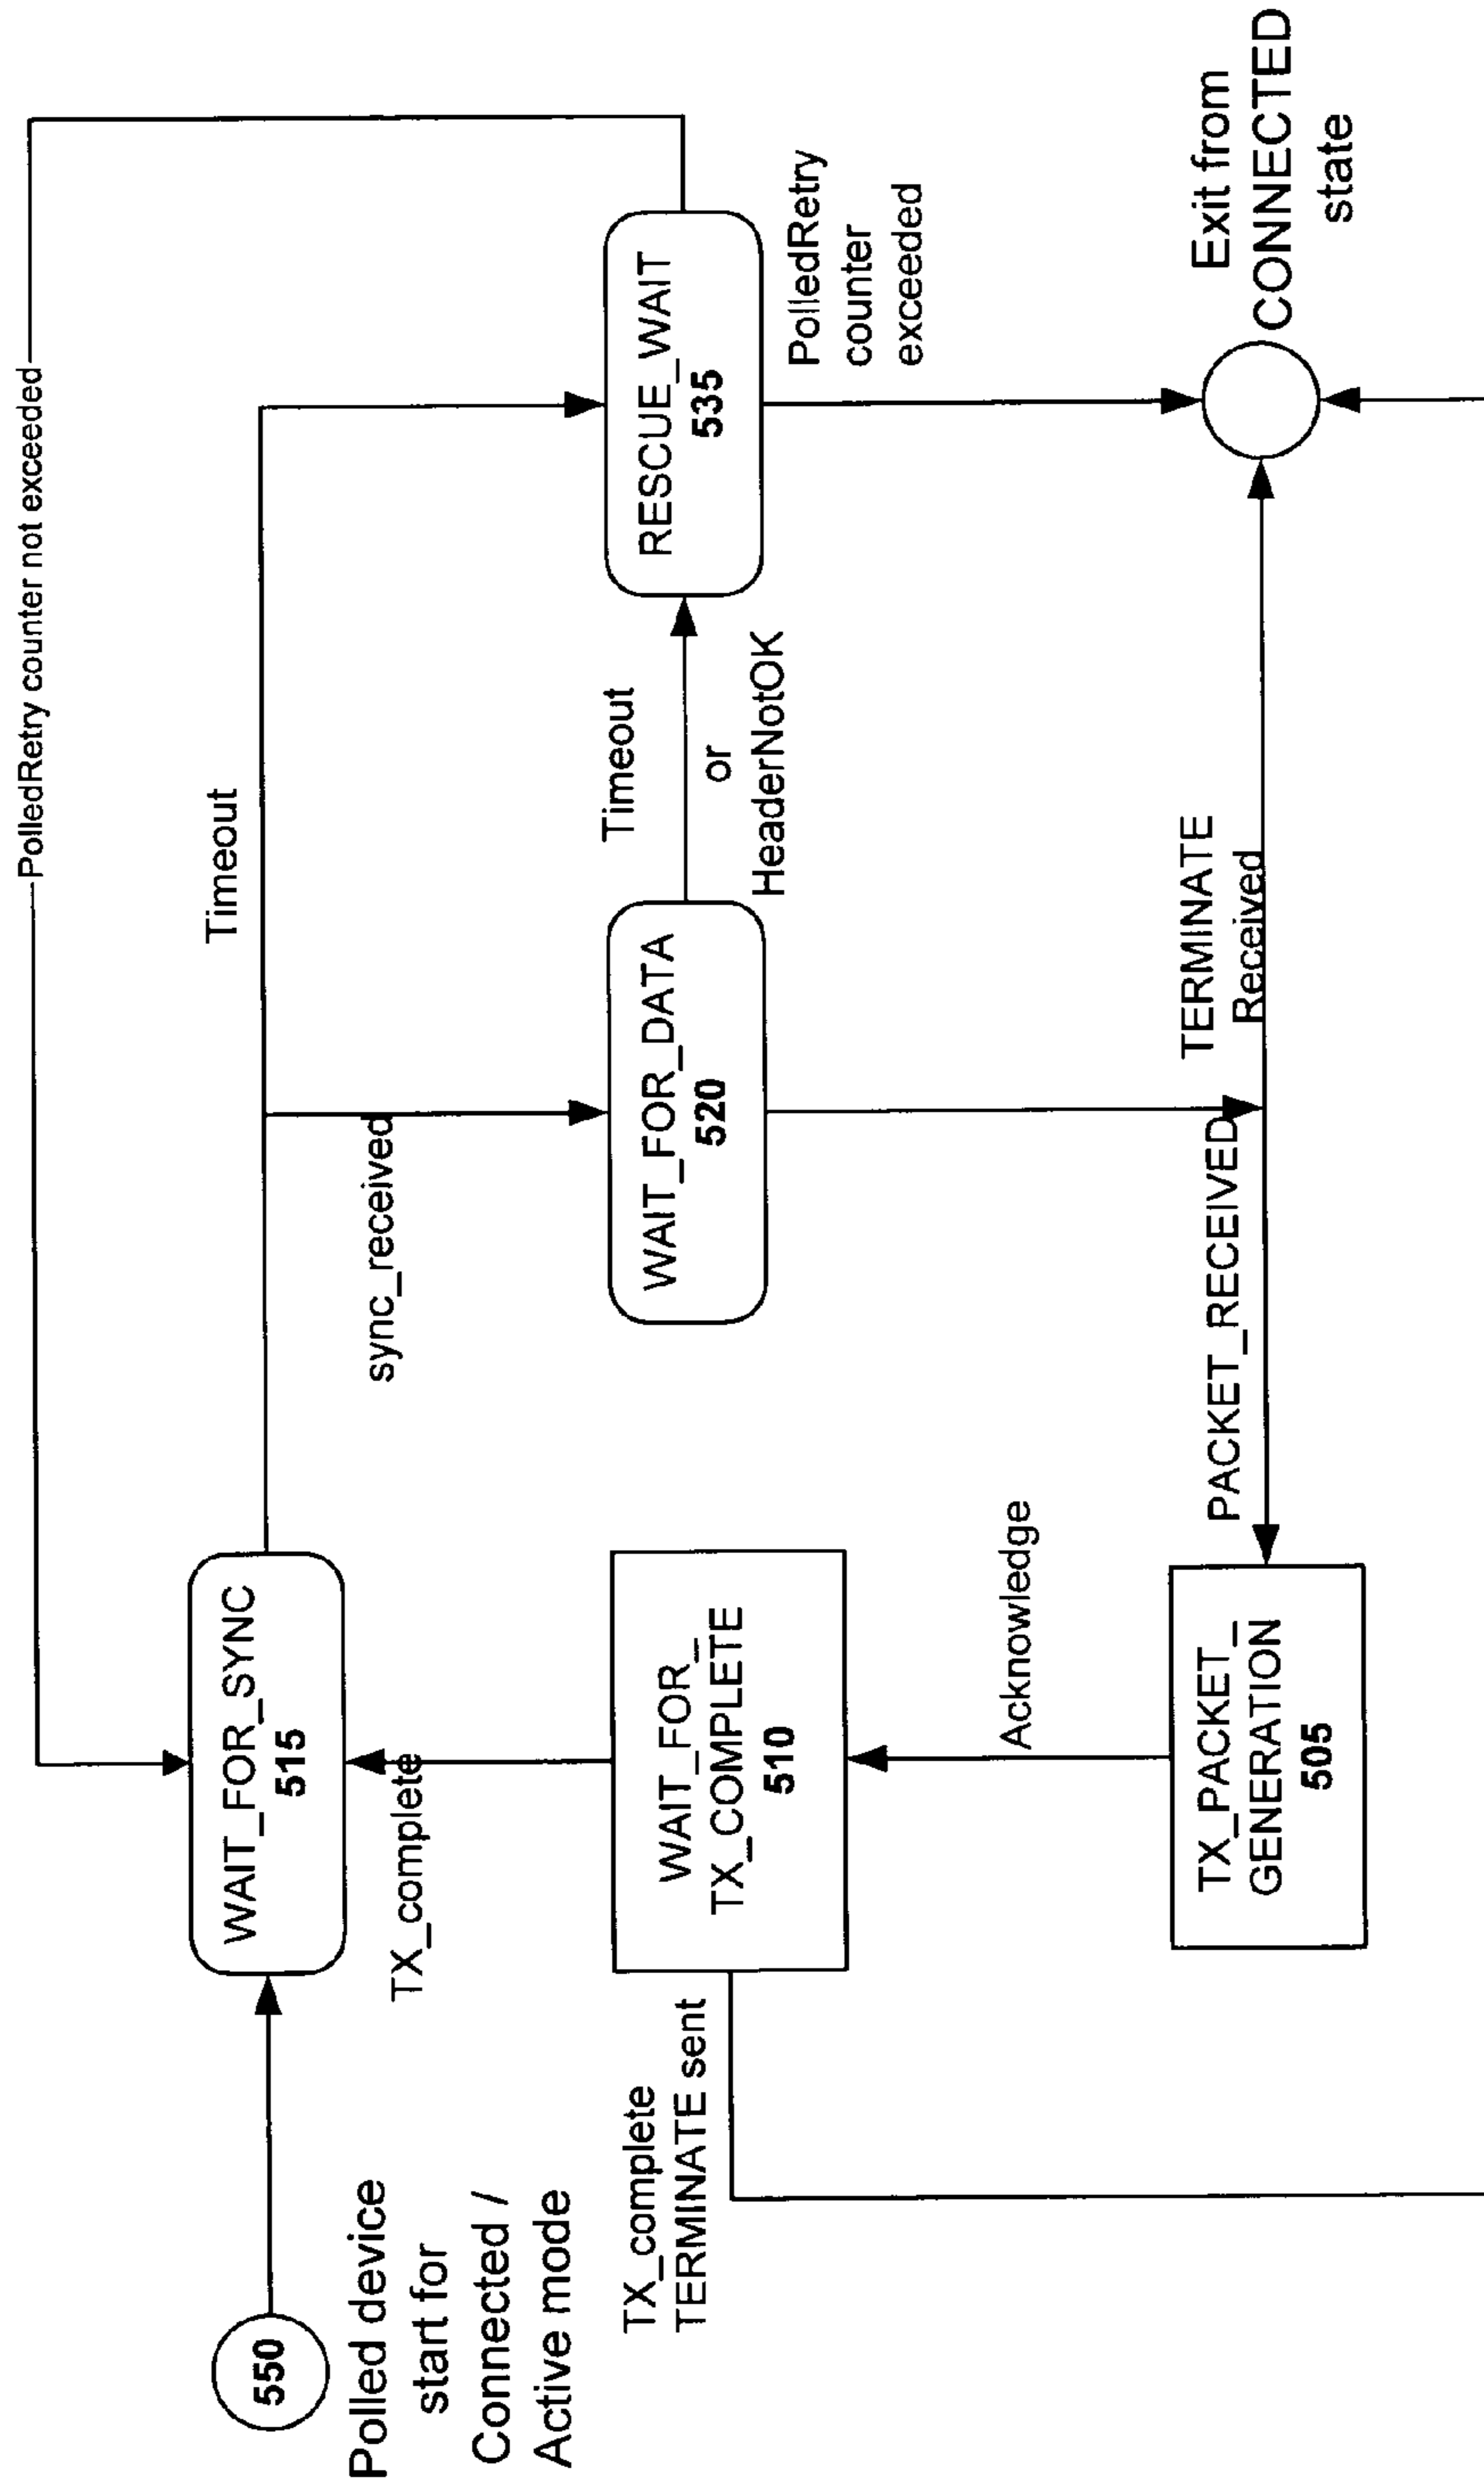 PolledRetry counter not exceeded
Timeout
550
Polled device
start for
Connected /
Active mode
WAIT_FOR_SYNC
515
sync_received
TX_complete
TX_complete
TERMINATE sent
WAIT_FOR_
TX_COMPLETE
510
WAIT_FOR_DATA
520
Timeout
or
HeaderNotOK
RESCUE_WAIT
535
PolledRetry
counter
exceeded
Acknowledge
TX_PACKET_
GENERATION
505
PACKET_RECEIVED
TERMINATE
Received
Exit from
CONNECTED
state